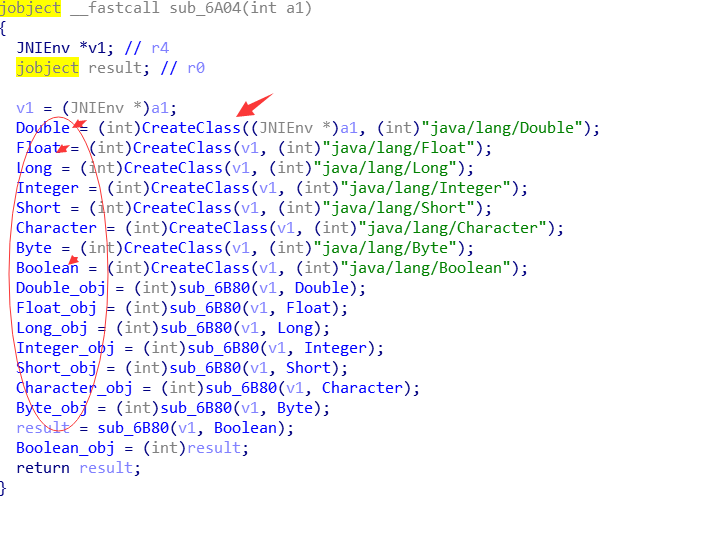 jobject __fastcall sub_6A04(int a1)
{
JNIEnv *v1; // r4
jobject result; // r0
v1 = (JNIEnv *)a1;
Double = (int)CreateClass((JNIEnv *)a1, (int)"java/lang/Double");
Float = (int)CreateClass(v1, (int)"java/lang/Float");
Long = (int)CreateClass(v1, (int)"java/lang/Long");
Integer = (int)CreateClass(v1, (int)"java/lang/Integer");
Short = (int)CreateClass(v1, (int)"java/lang/Short");
Character = (int)CreateClass(v1, (int)"java/lang/Character");
Byte = (int)CreateClass(v1, (int)"java/lang/Byte");
Boolean = (int)CreateClass(v1, (int)"java/lang/Boolean");
Double_obj = (int)sub_6B80(v1, Double);
Float_obj = (int)sub_6B80(v1, Float);
Long_obj = (int)sub_6B80(v1, Long);
Integer_obj = (int)sub_6B80(v1, Integer);
Short_obj = (int)sub_6B80(v1, Short);
Character_obj = (int)sub_6B80(v1, Character);
Byte_obj = (int)sub_6B80(v1, Byte);
result = sub_6B80(v1, Boolean);
Boolean_obj = (int)result;
return result;
}